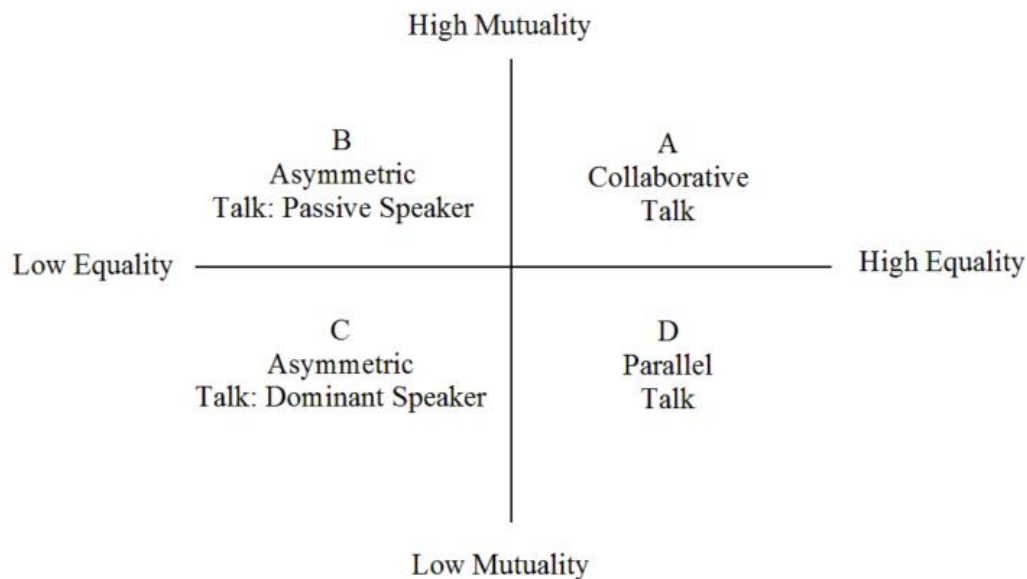 High Mutuality
B
Asymmetric
Talk: Passive Speaker
A
Collaborative
Talk
Low Equality
High Equality
C
Asymmetric
Talk: Dominant Speaker
D
Parallel
Talk
Low Mutuality